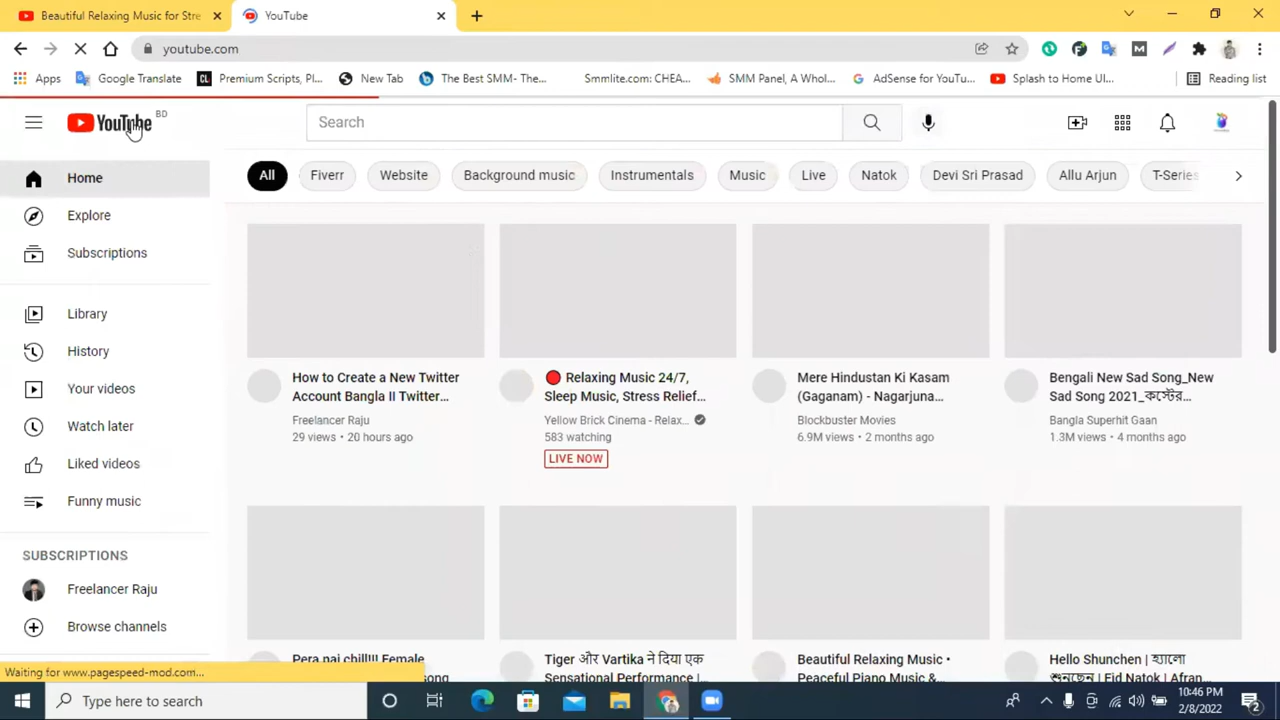 Beautiful Relaxing Music for Stre
YouTube
youtube.com
Apps
Google Translate
Premium Scripts, Pl...
New Tab
The Best SMM- The...
Smmlite.com: CHEA...
SMM Panel, A Whol...
AdSense for YouTu...
Splash to Home UI...
Reading list
YouTube BD
Search
Home
Explore
Subscriptions
Library
History
Your videos
Watch later
Liked videos
Funny music
SUBSCRIPTIONS
Freelancer Raju
Browse channels
All
Fiverr
Website
Background music
Instrumentals
Music
Live
Natok
Devi Sri Prasad
Allu Arjun
T-Series
How to Create a New Twitter
Account Bangla II Twitter...
Freelancer Raju
29 views • 20 hours ago
Relaxing Music 24/7,
Sleep Music, Stress Relief...
Yellow Brick Cinema - Relax...
583 watching
LIVE NOW
Mere Hindustan Ki Kasam
(Gaganam) - Nagarjuna...
Blockbuster Movies
6.9M views • 2 months ago
Bengali New Sad Song_New
Sad Song 2021_কস্টের...
Bangla Superhit Gaan
1.3M views • 4 months ago
Pera nai chill!!! Female
song
Tiger और Vartika ने दिया एक
Sensational Performance |
Beautiful Relaxing Music •
Peaceful Piano Music &
Hello Shunchen | হ্যালো
শুনছেন | Eid Natok | Afran
Waiting for www.pagespeed-mod.com...
Type here to search
10:46 PM
2/8/2022
2